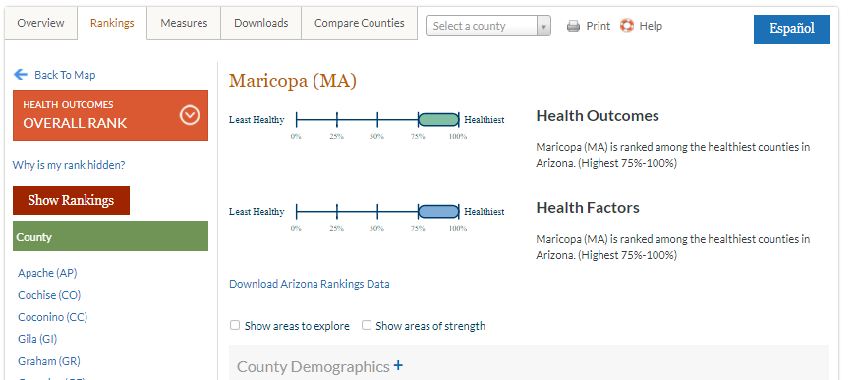 Overview Rankings Measures Downloads Compare Counties Select a county Print Help Español
Back To Map
HEALTH OUTCOMES
OVERALL RANK
Why is my rank hidden?
Show Rankings
County
Apache (AP)
Cochise (CO)
Coconino (CC)
Gila (GI)
Graham (GR)
Maricopa (MA)
Least Healthy Healthiest
0% 25% 50% 75% 100%
Health Outcomes
Maricopa (MA) is ranked among the healthiest counties in
Arizona. (Highest 75%-100%)
Least Healthy Healthiest
0% 25% 50% 75% 100%
Health Factors
Maricopa (MA) is ranked among the healthiest counties in
Arizona. (Highest 75%-100%)
Download Arizona Rankings Data
Show areas to explore Show areas of strength
County Demographics +